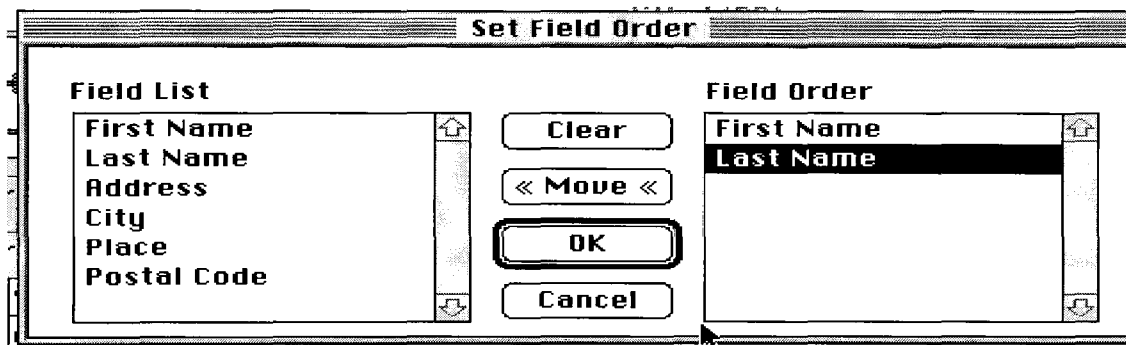 Set Field Order
Field List
First Name
Last Name
Address
City
Place
Postal Code
Clear
« Move «
OK
Cancel
Field Order
First Name
Last Name